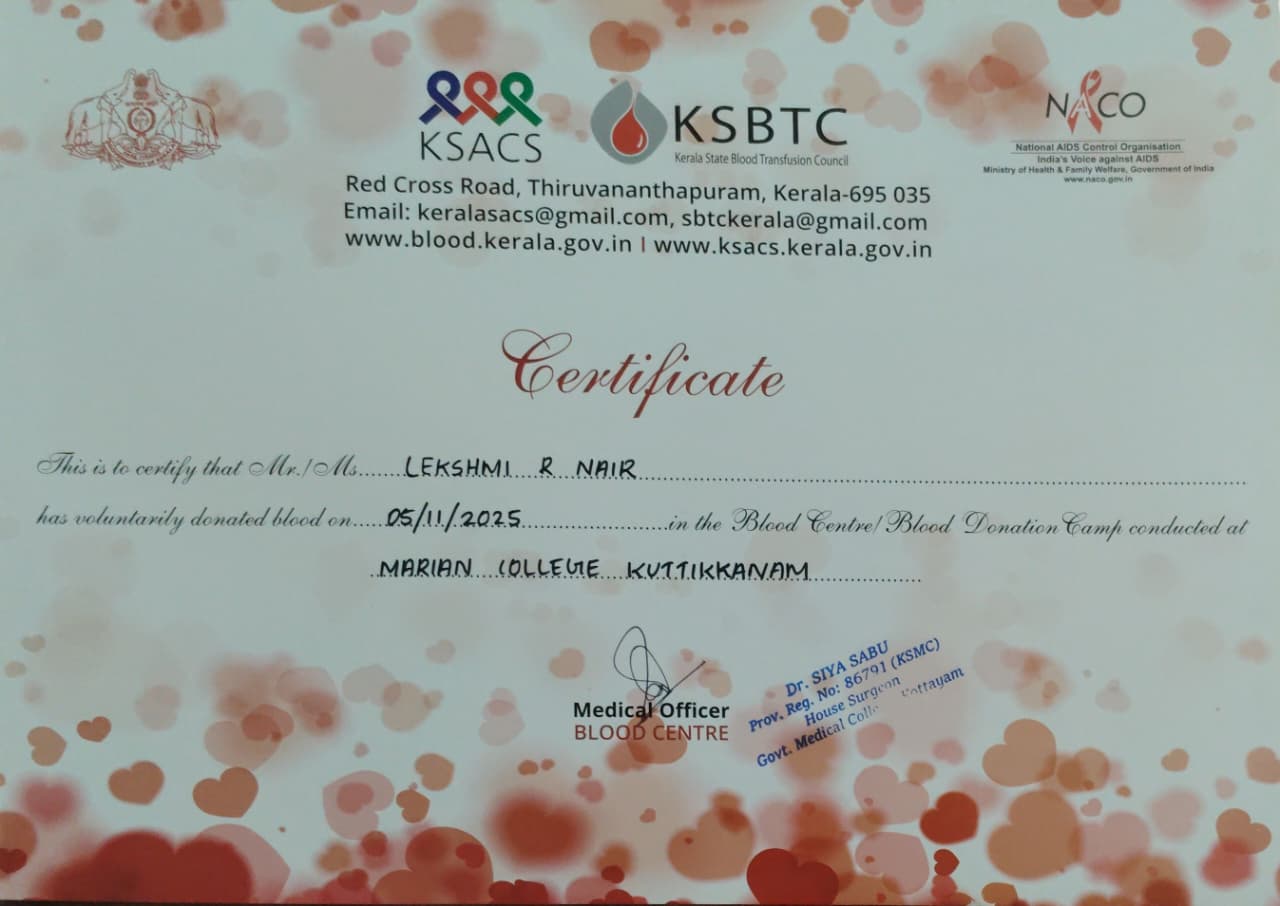 KSACS
KSBTC
Kerala State Blood Transfusion Council
NACO
National AIDS Control Organisation
India's Voice against AIDS
Ministry of Health & Family Welfare, Government of India
www.naco.gov.in
Red Cross Road, Thiruvananthapuram, Kerala-695 035
Email: keralasacs@gmail.com, sbtckerala@gmail.com
www.blood.kerala.gov.in I www.ksacs.kerala.gov.in
Certificate
This is to certify that Mr./Ms. LEKSHMI R NAIR
has voluntarily donated blood on 05/11/2025 in the Blood Centre/Blood Donation Camp conducted at
MARIAN COLLEGE KUTTIKKANAM
Medical Officer
BLOOD CENTRE
Dr. SIYA SABU
Prov. Reg. No: 86791 (KSMC)
House Surgeon
Govt. Medical